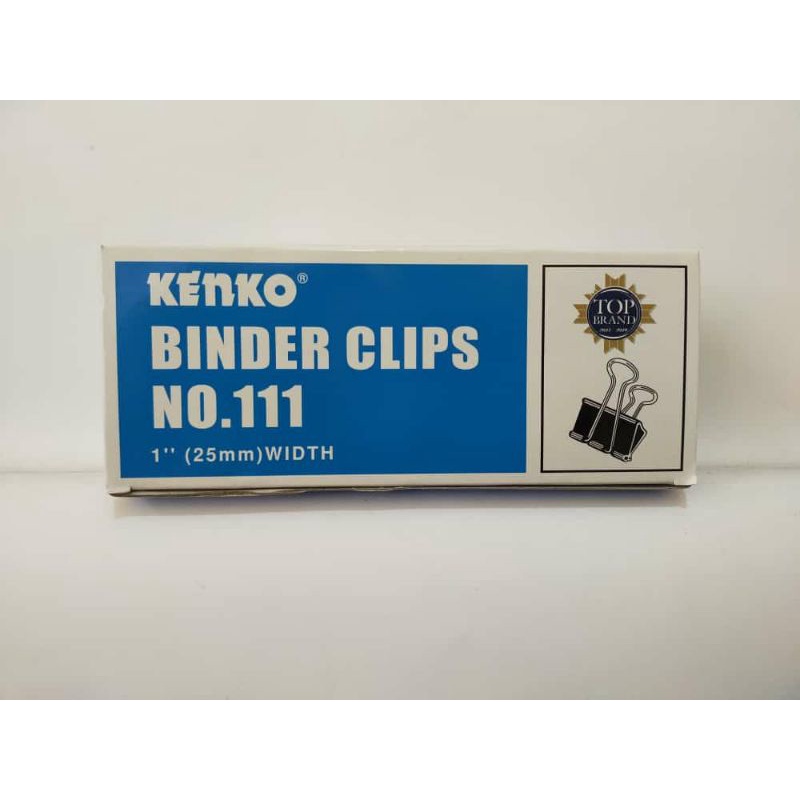 KENKO®
BINDER CLIPS
NO.111
1'' (25mm) WIDTH
TOP
BRAND